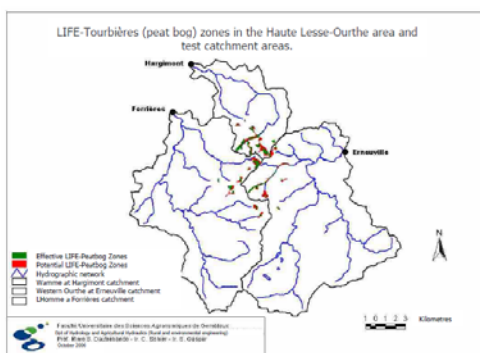 LIFE-Tourbières (peat bog) zones in the Haute Lesse-Ourthe area and
test catchment areas.
Hargimont
Forrières
Erneuville
N
Effective LIFE-Peatbog Zones
Potential LIFE-Peatbog Zones
Hydrographic network
Wamme at Hargimont catchment
Western Ourthe at Erneuville catchment
LHomme a Forrières catchment
1 0 1 2 3 Kilometres
Faculté Universitaire des Sciences Agronomiques de Gembloux
October 2006